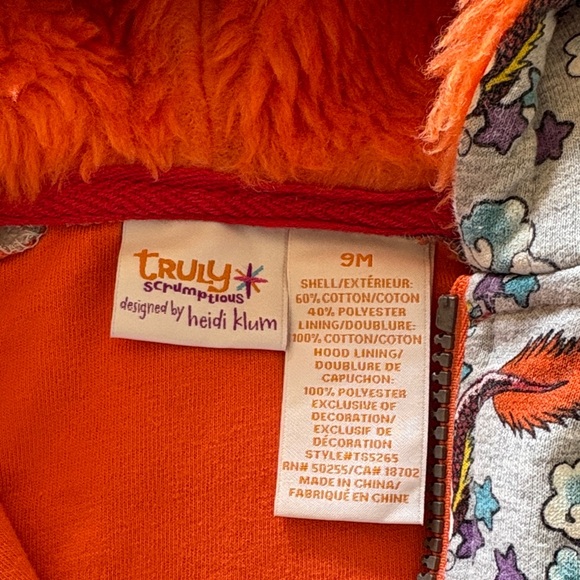 TRULY
scrumptious
designed by heidi klum
9M
SHELL/EXTÉRIEUR:
60% COTTON/COTON
40% POLYESTER
LINING/DOUBLURE:
100% COTTON/COTON
HOOD LINING/
DOUBLURE DE
CAPUCHON:
100% POLYESTER
EXCLUSIVE OF
DECORATION/
EXCLUSIF DE
DÉCORATION
STYLE#TGS265
RN# 50255/CA# 18702
MADE IN CHINA/
FABRIQUÉ EN CHINE